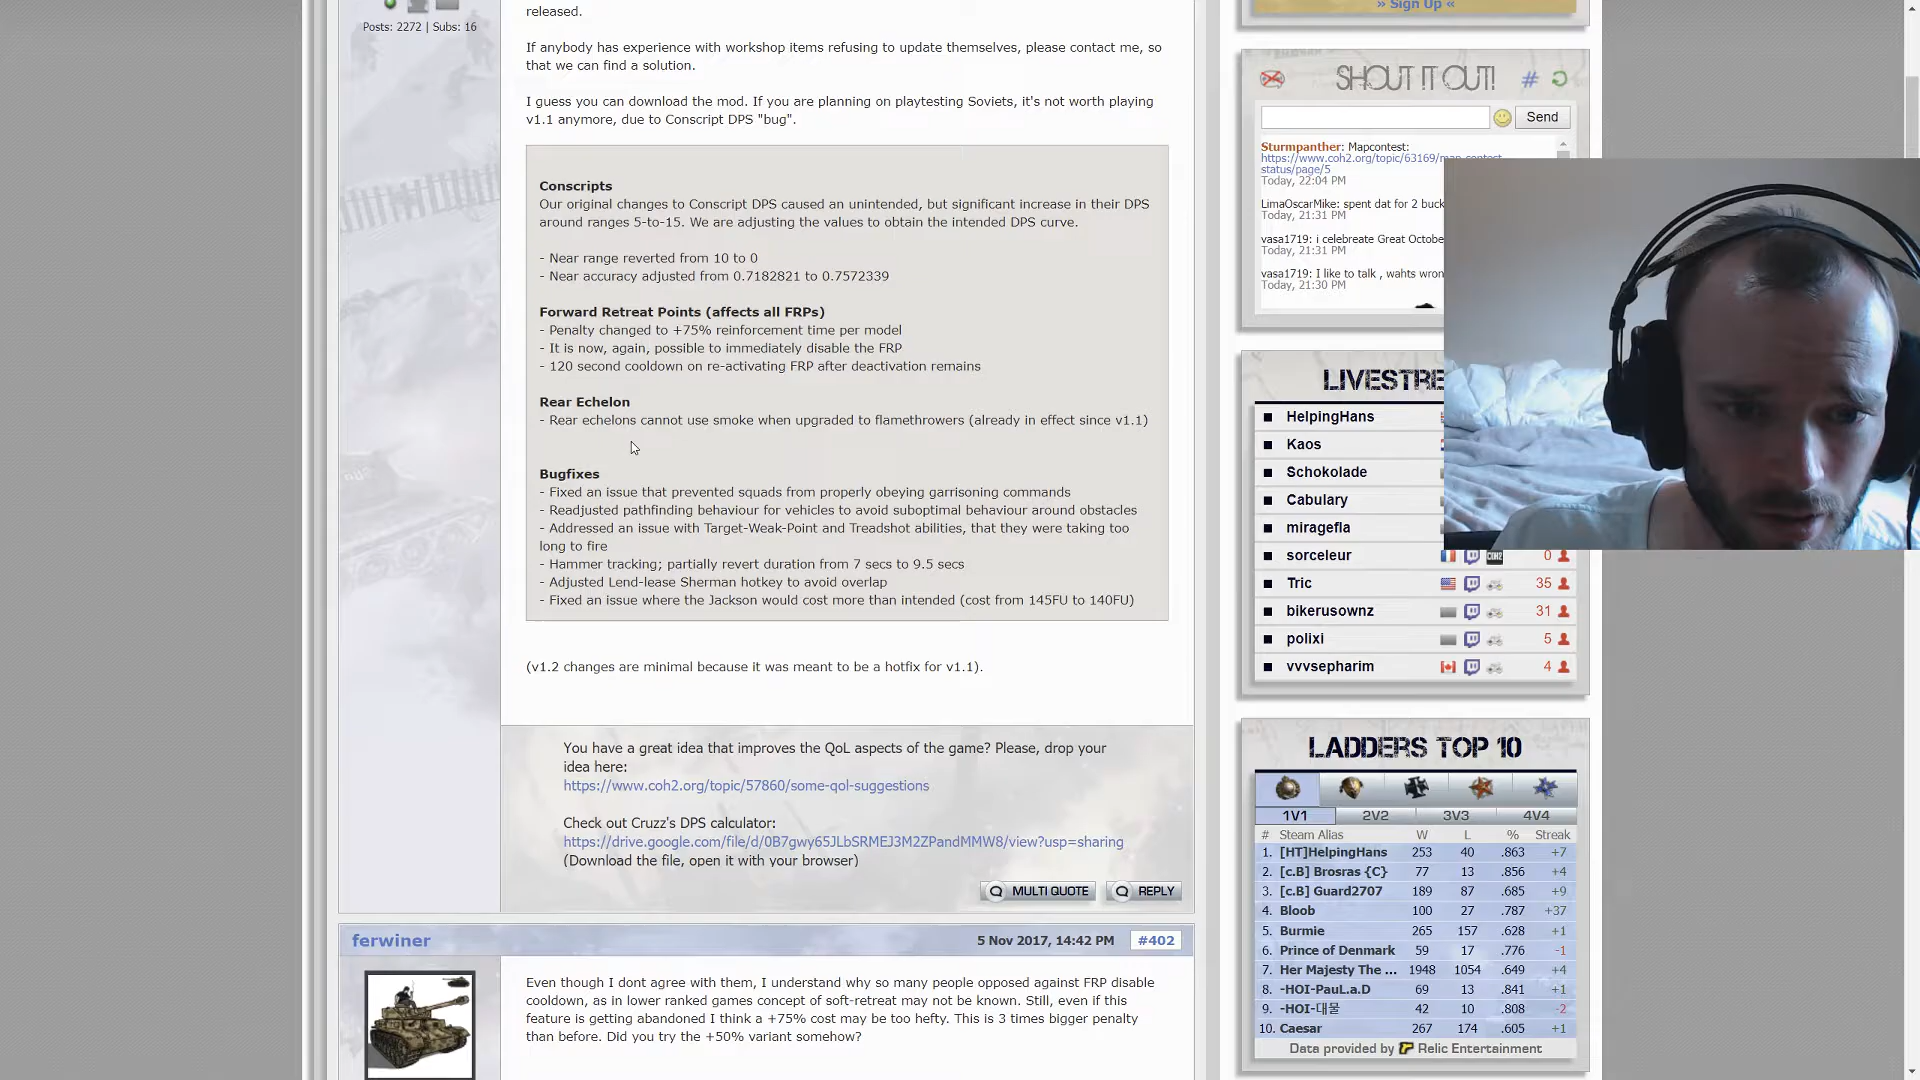 released.
Posts: 2272 | Subs: 16
If anybody has experience with workshop items refusing to update themselves, please contact me, so
that we can find a solution.
I guess you can download the mod. If you are planning on playtesting Soviets, it's not worth playing
v1.1 anymore, due to Conscript DPS "bug".
Conscripts
Our original changes to Conscript DPS caused an unintended, but significant increase in their DPS
around ranges 5-to-15. We are adjusting the values to obtain the intended DPS curve.
- Near range reverted from 10 to 0
- Near accuracy adjusted from 0.7182821 to 0.7572339
Forward Retreat Points (affects all FRPs)
- Penalty changed to +75% reinforcement time per model
- It is now, again, possible to immediately disable the FRP
- 120 second cooldown on re-activating FRP after deactivation remains
Rear Echelon
- Rear echelons cannot use smoke when upgraded to flamethrowers (already in effect since v1.1)
Bugfixes
- Fixed an issue that prevented squads from properly obeying garrisoning commands
- Readjusted pathfinding behaviour for vehicles to avoid suboptimal behaviour around obstacles
- Addressed an issue with Target-Weak-Point and Treadshot abilities, that they were taking too
long to fire
- Hammer tracking; partially revert duration from 7 secs to 9.5 secs
- Adjusted Lend-lease Sherman hotkey to avoid overlap
- Fixed an issue where the Jackson would cost more than intended (cost from 145FU to 140FU)
(v1.2 changes are minimal because it was meant to be a hotfix for v1.1).
You have a great idea that improves the QoL aspects of the game? Please, drop your
idea here:
https://www.coh2.org/topic/57860/some-qol-suggestions
Check out Cruzz's DPS calculator:
https://drive.google.com/file/d/0B7gwy65JLbSRMEJ3M2ZPandMMW8/view?usp=sharing
(Download the file, open it with your browser)
MULTI QUOTE REPLY
ferwiner 5 Nov 2017, 14:42 PM #402
Even though I dont agree with them, I understand why so many people opposed against FRP disable
cooldown, as in lower ranked games concept of soft-retreat may not be known. Still, even if this
feature is getting abandoned I think a +75% cost may be too hefty. This is 3 times bigger penalty
than before. Did you try the +50% variant somehow?
» Sign Up «
SHOUT IT OUT! #
Send
Sturmpanther: Mapcontest:
https://www.coh2.org/topic/63169/map-contest-
status/page/5
Today, 22:04 PM
LimaOscarMike: spent dat for 2 buck
Today, 21:31 PM
vasa1719: i celebreate Great Octobe
Today, 21:31 PM
vasa1719: I like to talk , wahts wron
Today, 21:30 PM
LIVESTRE
HelpingHans
Kaos
Schokolade
Cabulary
miragefla
sorceleur 0
Tric 35
bikerusownz 31
polixi 5
vvvsepharim 4
LADDERS TOP 10
1V1 2V2 3V3 4V4
# Steam Alias W L % Streak
1. [HT]HelpingHans 253 40 .863 +7
2. [c.B] Brosras {C} 77 13 .856 +4
3. [c.B] Guard2707 189 87 .685 +9
4. Bloob 100 27 .787 +37
5. Burmie 265 157 .628 +1
6. Prince of Denmark 59 17 .776 -1
7. Her Majesty The ... 1948 1054 .649 +4
8. -HOI-PauL.a.D 69 13 .841 +1
9. -HOI-대물 42 10 .808 -2
10. Caesar 267 174 .605 +1
Data provided by Relic Entertainment